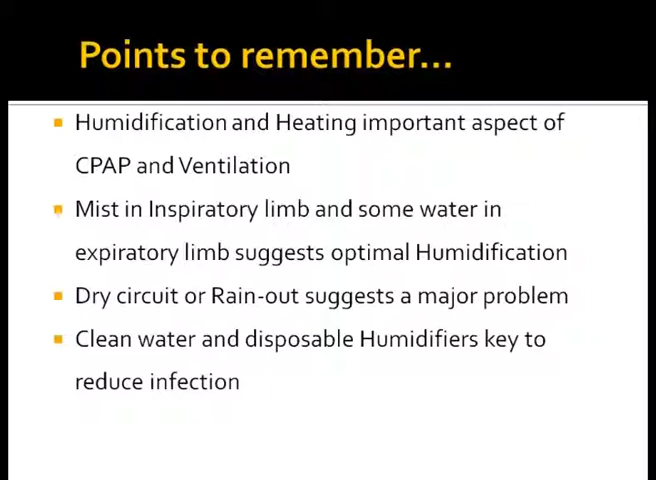 Points to remember...
Humidification and Heating important aspect of
CPAP and Ventilation
Mist in Inspiratory limb and some water in
expiratory limb suggests optimal Humidification
Dry circuit or Rain-out suggests a major problem
Clean water and disposable Humidifiers key to
reduce infection